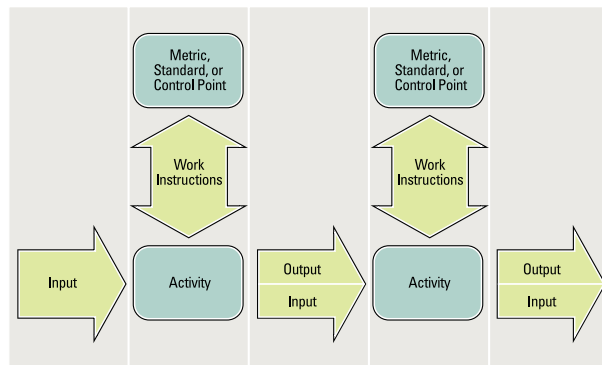 Metric,
Standard, or
Control Point
Metric,
Standard, or
Control Point
Work
Instructions
Work
Instructions
Input
Activity
Output
Input
Activity
Output
Input